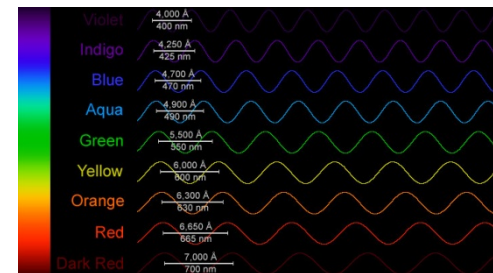 Violet
4,000 Å
400 nm
Indigo
4,250 Å
425 nm
Blue
4,700 Å
470 nm
Aqua
4,900 Å
490 nm
Green
5,500 Å
550 nm
Yellow
6,000 Å
600 nm
Orange
6,300 Å
630 nm
Red
6,650 Å
665 nm
Dark Red
7,000 Å
700 nm